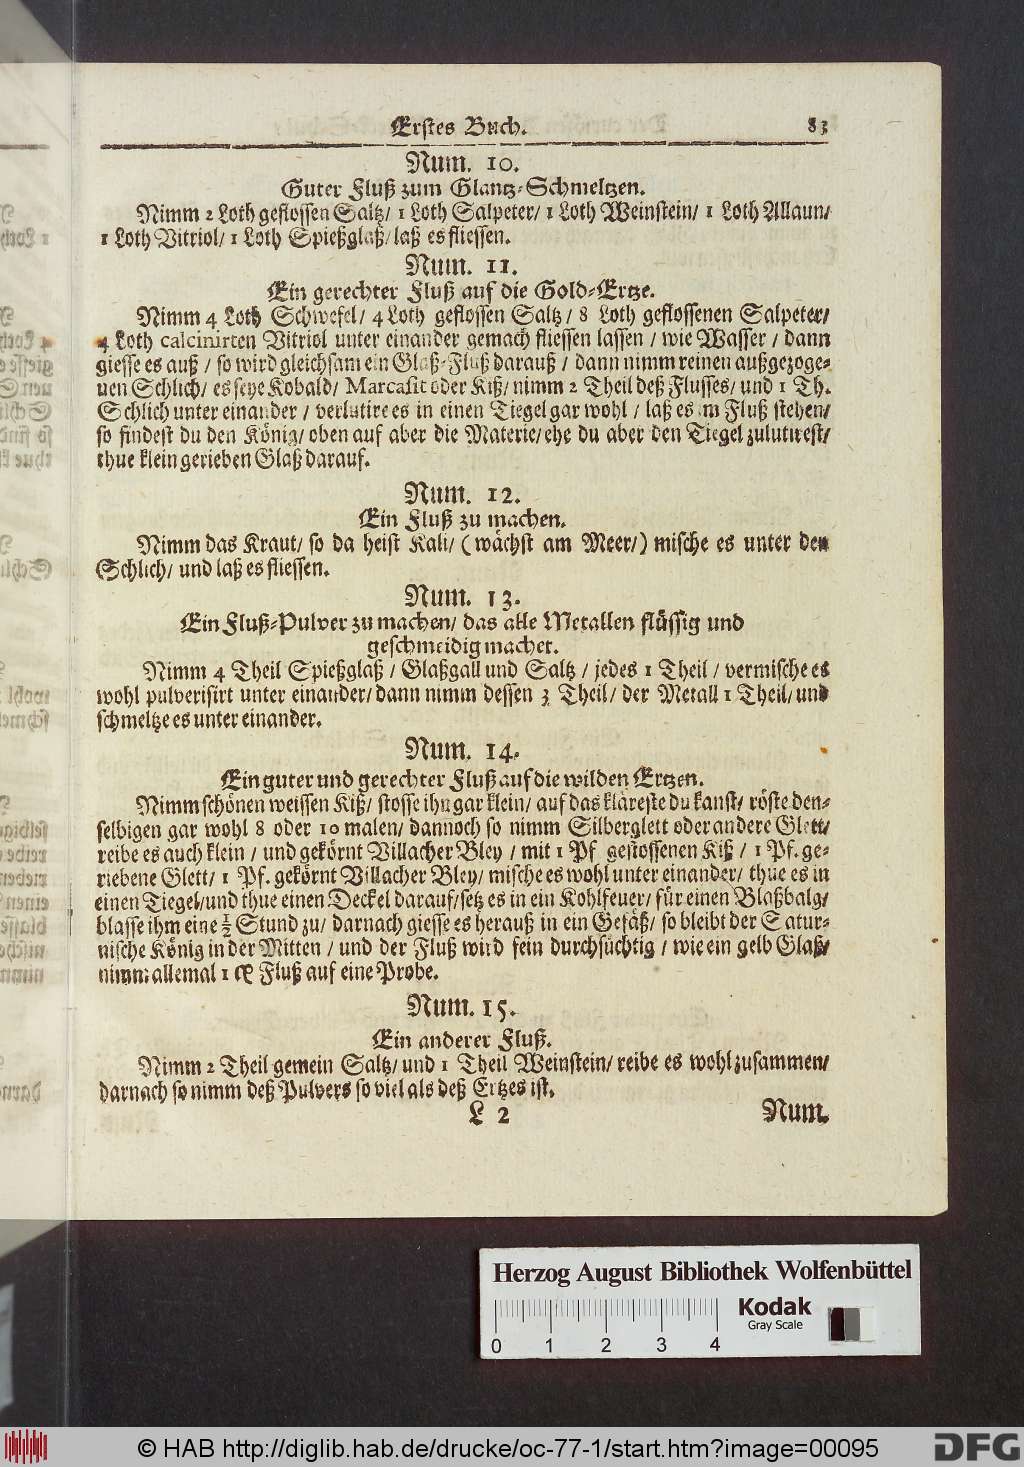 Erstes Buch. 83
Num. 10.
Guter Fluß zum Glantz-Schmeltzen.
Nimm 2 Loth geflossen Saltz/ 1 Loth Salpeter/ 1 Loth Weinstein/ 1 Loth Allaun/
1 Loth Vitriol/ 1 Loth Spießglaß/ laß es fliessen.
Num. 11.
Ein gerechter Fluß auf die Gold-Ertze.
Nimm 4 Loth Schwefel/ 4 Loth geflossen Saltz/ 8 Loth geflossenen Salpeter/
4 Loth calcinirten Vitriol unter einander gemach fliessen lassen / wie Wasser / dann
giesse es auß / so wird gleichsam ein Glaß-Fluß darauß / dann nimm reinen außgezoge-
nen Schlich/ es seye Kobald/ Marcasit oder Kiß/ nimm 2 Theil deß Flusses/ und 1 Th.
Schlich unter einander / verlutire es in einen Tiegel gar wohl / laß es im Fluß stehen/
so findest du den König/ oben auf aber die Materie/ ehe du aber den Tiegel zulutirest/
thue klein gerieben Glaß darauf.
Num. 12.
Ein Fluß zu machen.
Nimm das Kraut/ so da heist Kali/ (wächst am Meer/) mische es unter den
Schlich/ und laß es fliessen.
Num. 13.
Ein Fluß-Pulver zu machen/ das alle Metallen flüssig und
geschmeidig machet.
Nimm 4 Theil Spießglaß / Glaßgall und Saltz / jedes 1 Theil / vermische es
wohl pulverisirt unter einander/ dann nimm dessen 3 Theil/ der Metall 1 Theil/ und
schmeltze es unter einander.
Num. 14.
Ein guter und gerechter Fluß auf die wilden Ertzen.
Nimm schönen weissen Kiß/ stosse ihn gar klein/ auf das kläreste du kanst/ röste den-
selbigen gar wohl 8 oder 10 malen/ dannoch so nimm Silberglett oder andere Glett/
reibe es auch klein / und gekörnt Villacher Bley / mit 1 Pf. gestossenen Kiß / 1 Pf. ge-
riebene Glett/ 1 Pf. gekörnt Villacher Bley/ mische es wohl unter einander/ thue es in
einen Tiegel/ und thue einen Deckel darauf/ setz es in ein Kohlfeuer/ für einen Blaßbalg/
blasse ihm eine ½ Stund zu/ darnach giesse es herauß in ein Gefäß/ so bleibt der Satur-
nische König in der Mitten / und der Fluß wird fein durchsichtig / wie ein gelb Glaß/
nimm allemal 1 Fluß auf eine Probe.
Num. 15.
Ein anderer Fluß.
Nimm 2 Theil gemein Saltz/ und 1 Theil Weinstein/ reibe es wohl zusammen/
darnach so nimm deß Pulvers so viel als deß Ertzes ist.
L 2 Num.
Herzog August Bibliothek Wolfenbüttel
Kodak
Gray Scale
0 1 2 3 4
© HAB http://diglib.hab.de/drucke/oc-77-1/start.htm?image=00095
DFG